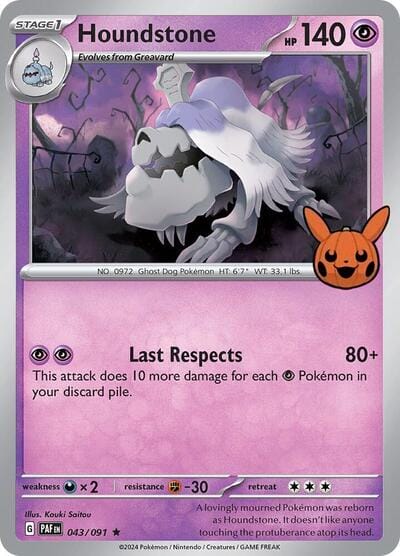 STAGE 1
Houndstone
HP 140
Evolves from Greavard
NO. 0972 Ghost Dog Pokémon HT: 6'7" WT: 33.1 lbs.
Last Respects 80+
This attack does 10 more damage for each Pokémon in
your discard pile.
weakness ×2 resistance -30 retreat
Illus. Kouki Saitou
G PAF EN 043/091 ★
A lovingly mourned Pokémon was reborn
as Houndstone. It doesn't like anyone
touching the protuberance atop its head.
©2024 Pokémon / Nintendo / Creatures / GAME FREAK